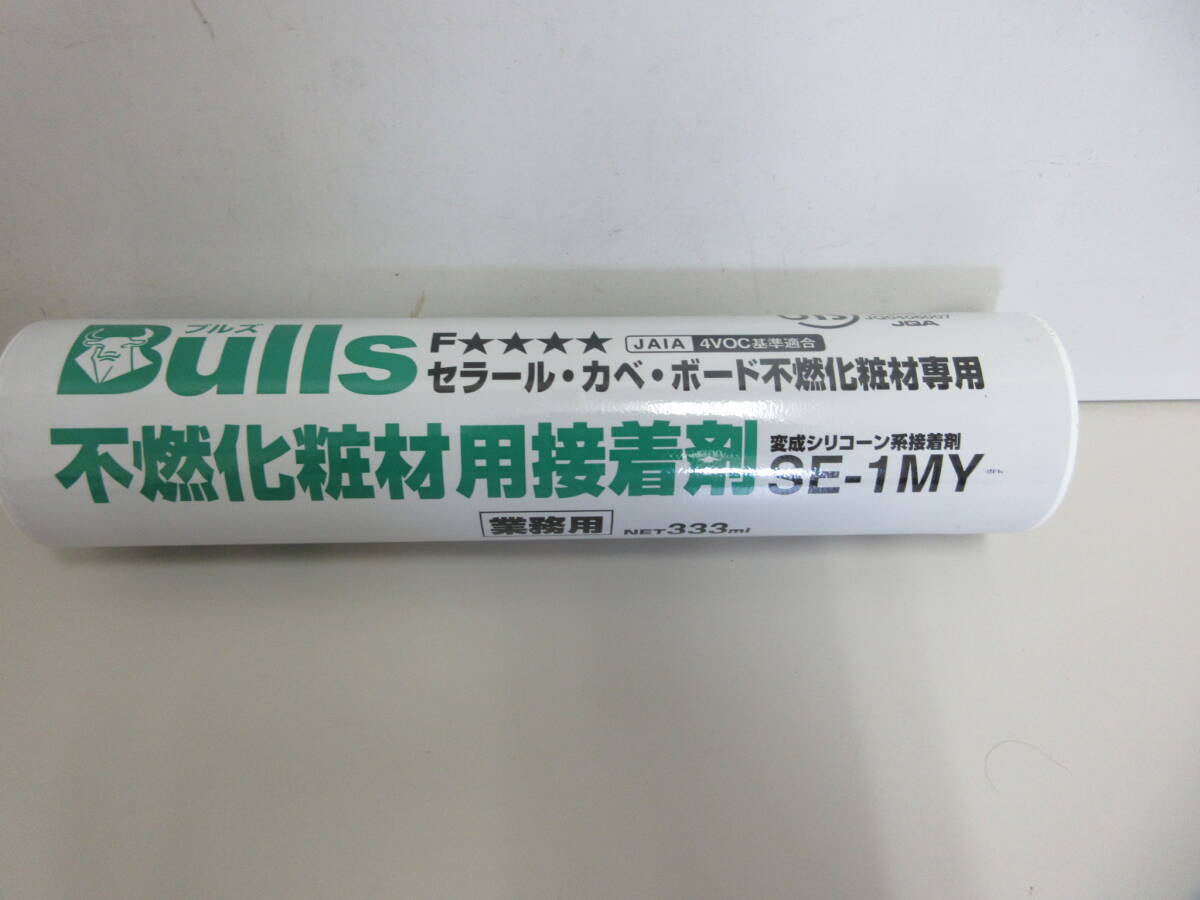 ブルズ
Bulls
F★★★★ JAIA 4VOC基準適合
JQA
セラール・カベ・ボード不燃化粧材専用
不燃化粧材用接着剤
変成シリコーン系接着剤
SE-1MY
業務用 NET333ml